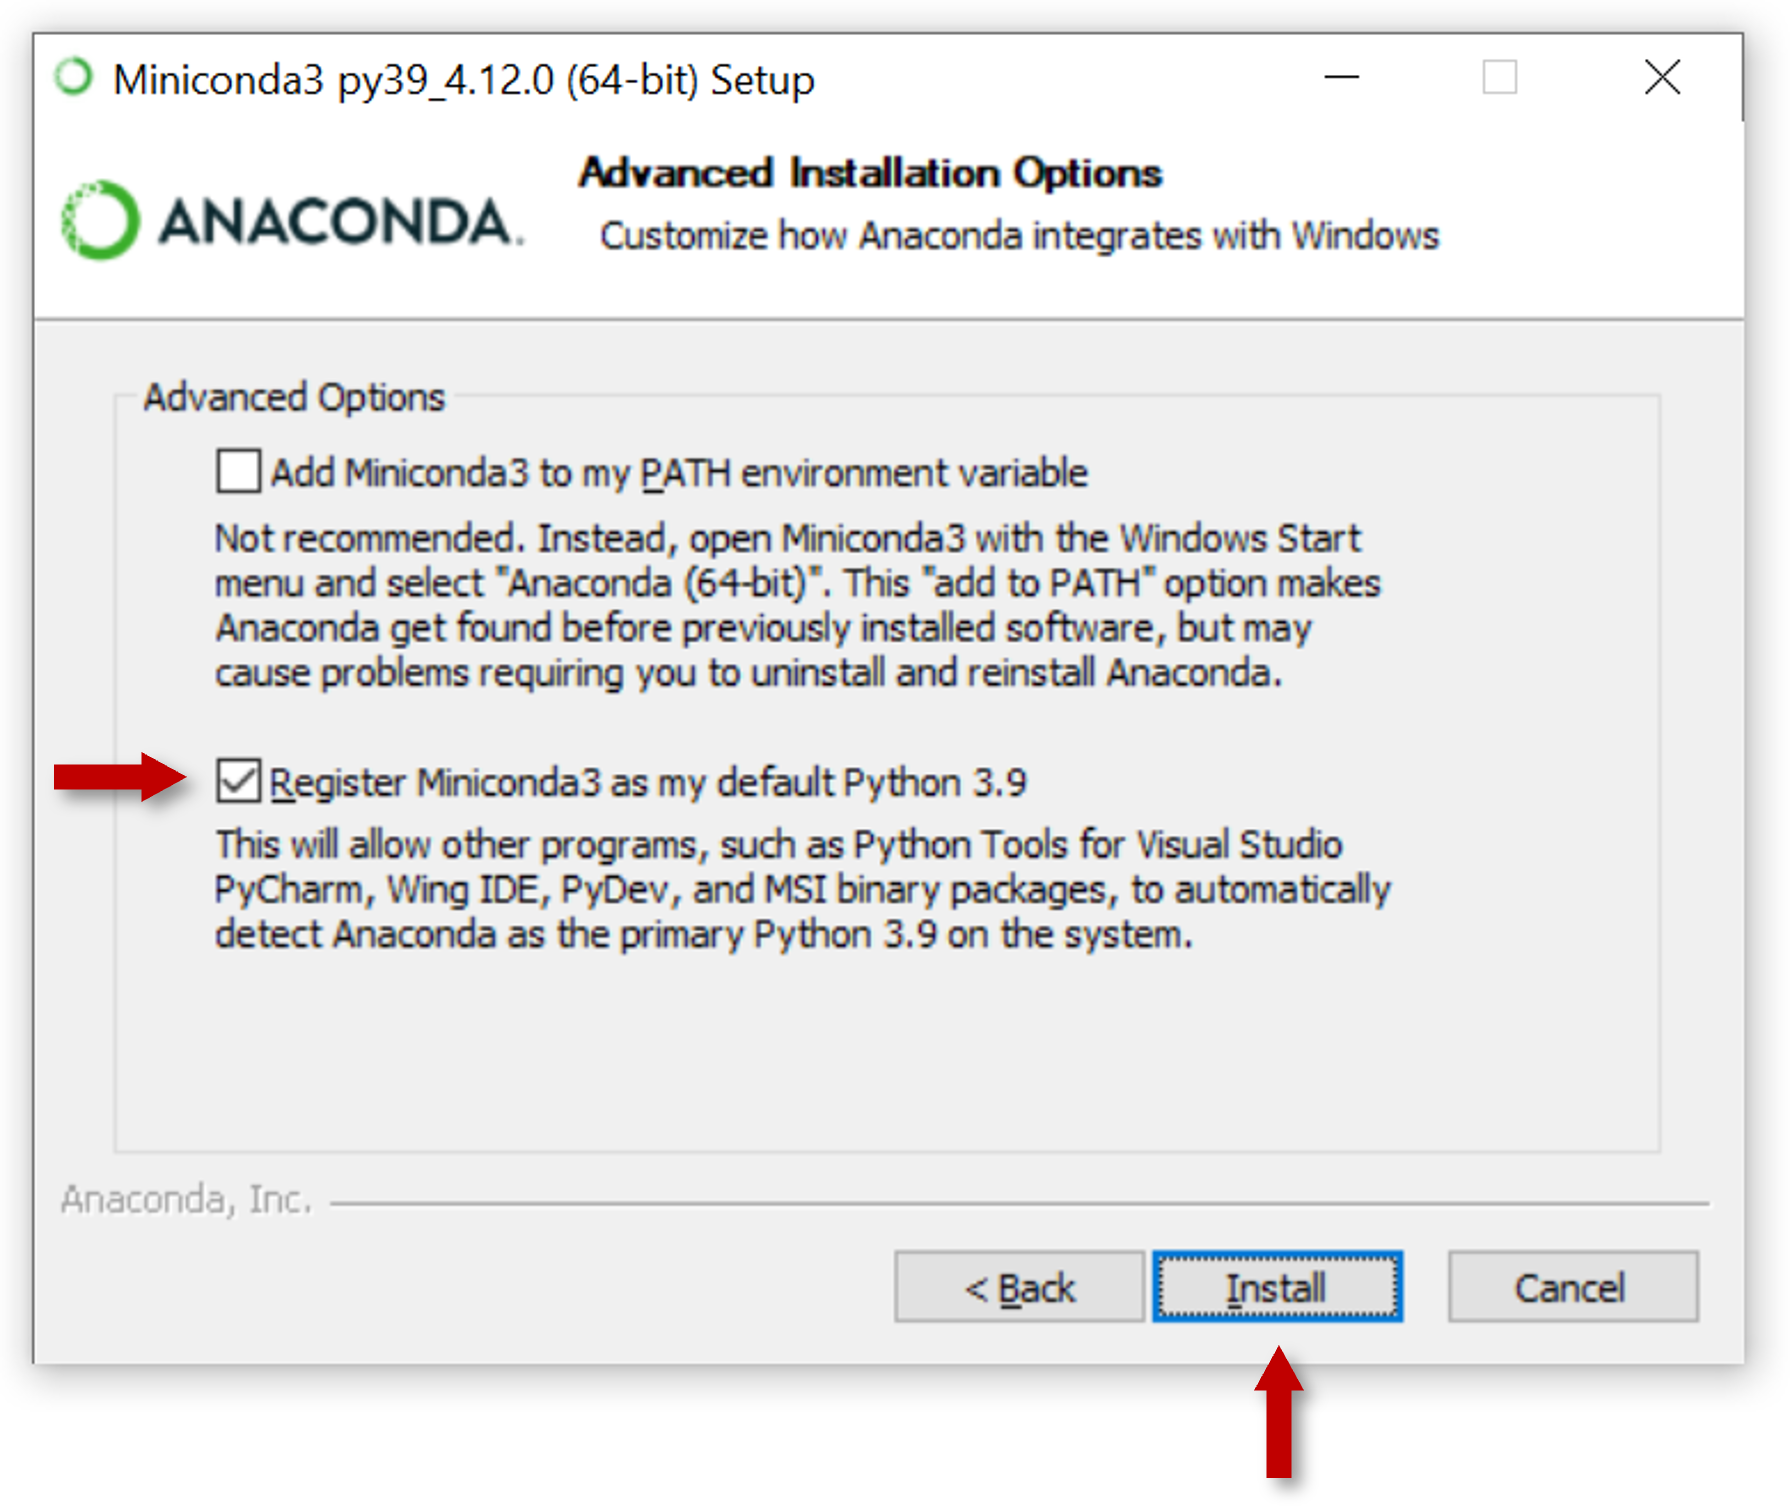 Miniconda3 py39_4.12.0 (64-bit) Setup
ANACONDA.
Advanced Installation Options
Customize how Anaconda integrates with Windows
Advanced Options
Add Miniconda3 to my PATH environment variable
Not recommended. Instead, open Miniconda3 with the Windows Start
menu and select "Anaconda (64-bit)". This "add to PATH" option makes
Anaconda get found before previously installed software, but may
cause problems requiring you to uninstall and reinstall Anaconda.
Register Miniconda3 as my default Python 3.9
This will allow other programs, such as Python Tools for Visual Studio
PyCharm, Wing IDE, PyDev, and MSI binary packages, to automatically
detect Anaconda as the primary Python 3.9 on the system.
Anaconda, Inc.
< Back
Install
Cancel